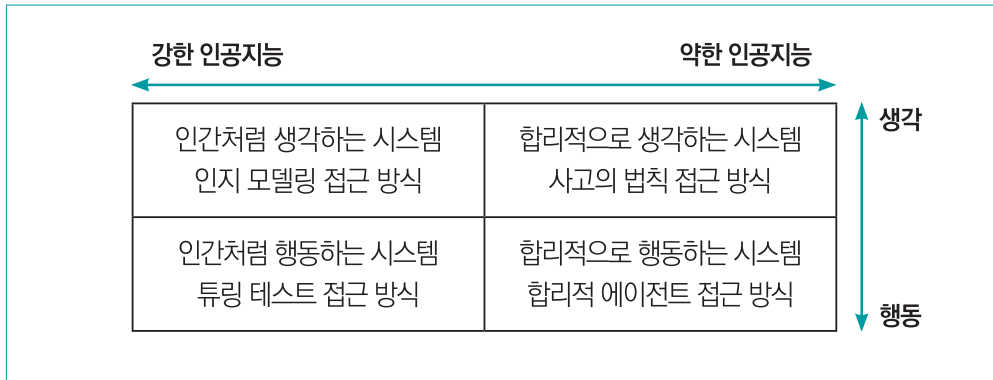 강한 인공지능 약한 인공지능
생각
인간처럼 생각하는 시스템
인지 모델링 접근 방식
합리적으로 생각하는 시스템
사고의 법칙 접근 방식
인간처럼 행동하는 시스템
튜링 테스트 접근 방식
합리적으로 행동하는 시스템
합리적 에이전트 접근 방식
행동